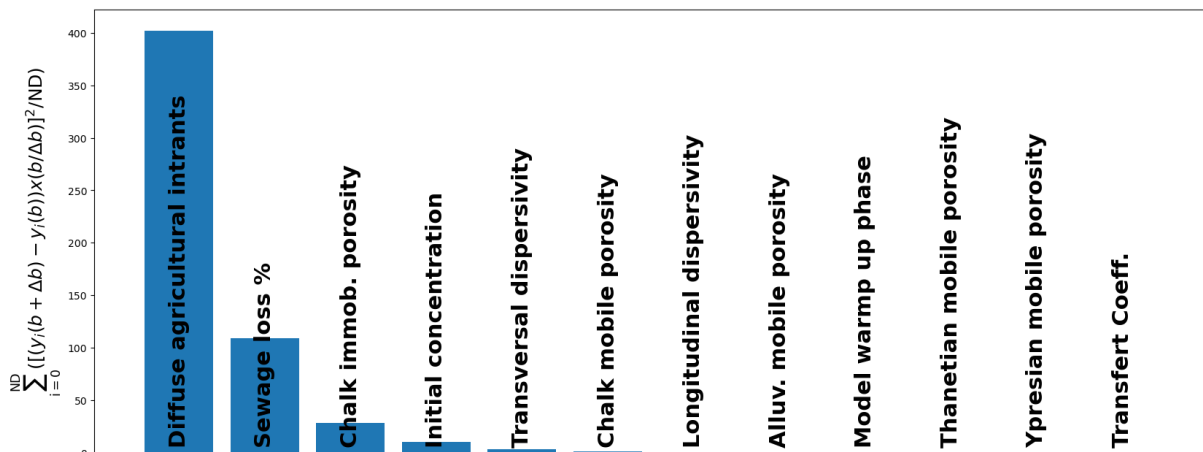 400
350
300
250
200
150
100
50
0
$\sum_{i=0}^{ND}([(y_i(b+\Delta b)-y_i(b))x(b/\Delta b)]^2/ND)$
Diffuse agricultural intrants
Sewage loss %
Chalk immob. porosity
Initial concentration
Transversal dispersivity
Chalk mobile porosity
Longitudinal dispersivity
Alluv. mobile porosity
Model warmp up phase
Thanetian mobile porosity
Ypresian mobile porosity
Transfert Coeff.